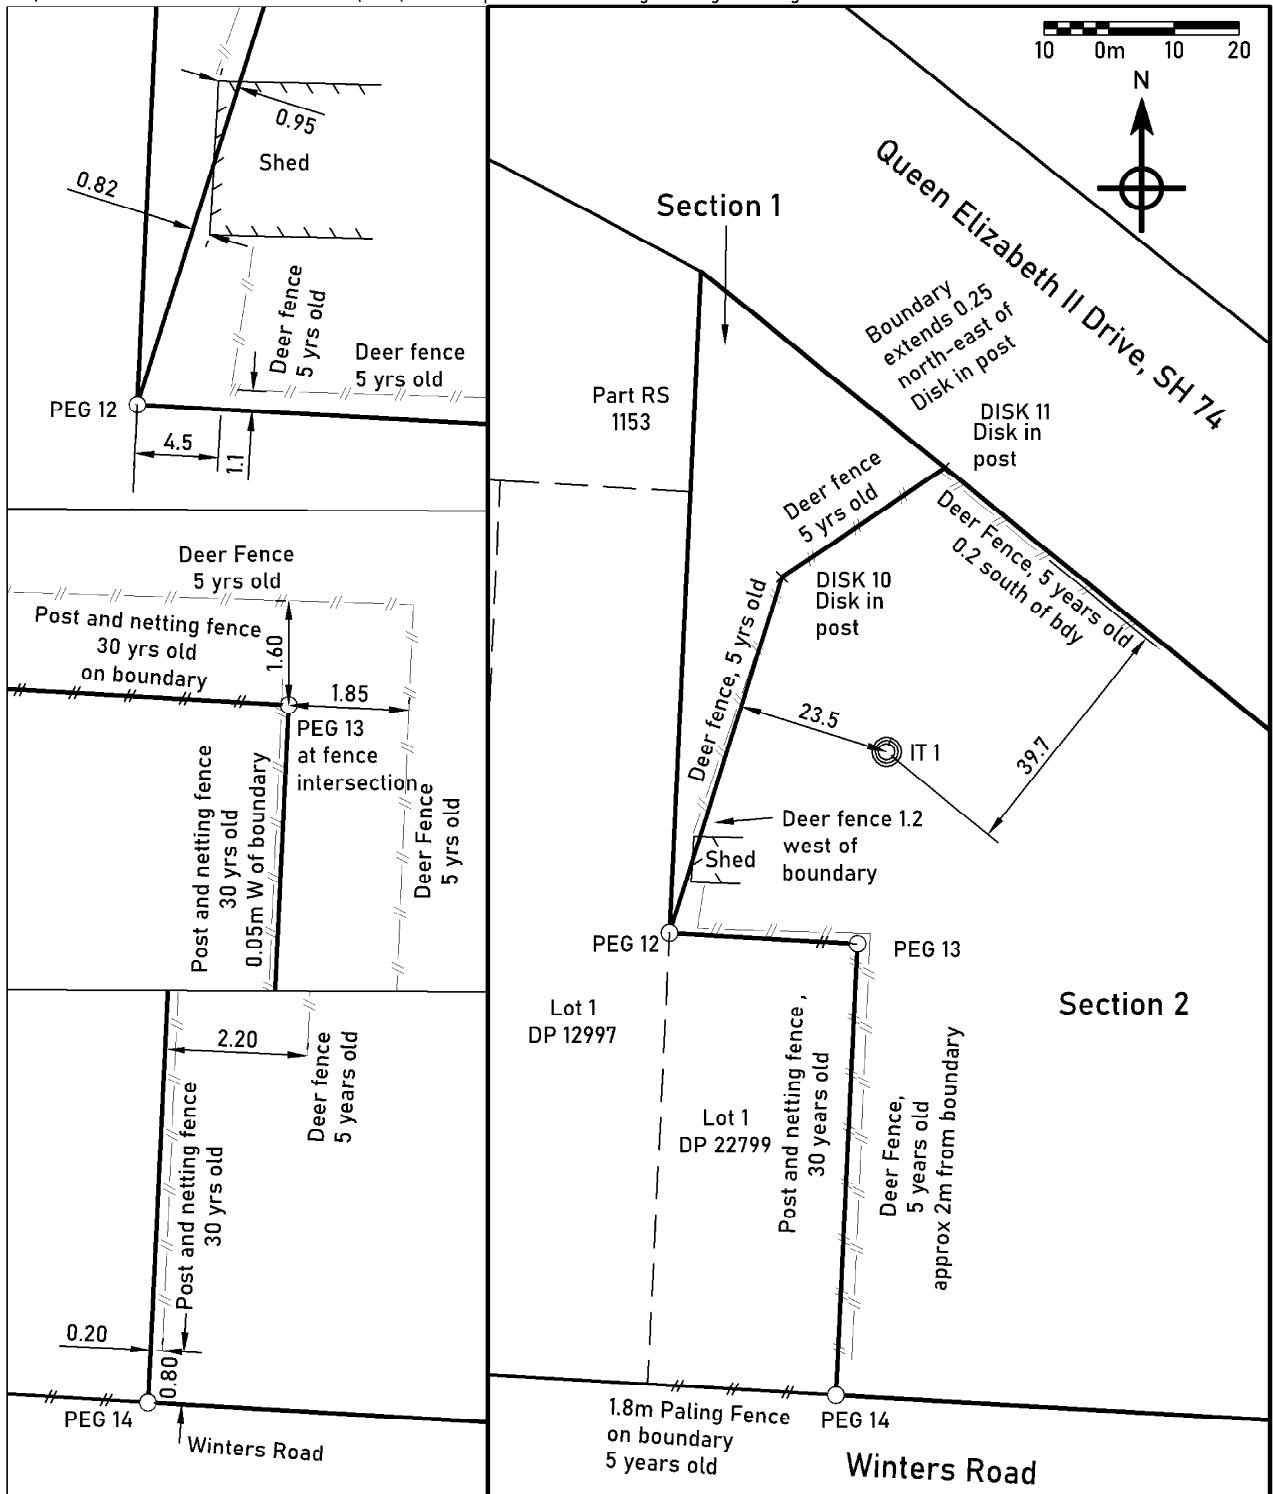 0.95
Shed
0.82
Deer fence
5 yrs old
Deer fence
5 yrs old
PEG 12
4.5
1.1
Deer Fence
5 yrs old
Post and netting fence
30 yrs old
on boundary
1.60
1.85
PEG 13
at fence
intersection
Post and netting fence
30 yrs old
0.05m W of boundary
Deer Fence
5 yrs old
2.20
Deer fence
5 years old
Post and netting fence
30 yrs old
0.20
0.80
PEG 14
Winters Road
10 0m 10 20
N
Queen Elizabeth II Drive, SH 74
Section 1
Boundary
extends 0.25
north-east of
Disk in post
Part RS
1153
DISK 11
Disk in
post
Deer fence
5 yrs old
Deer Fence, 5 years old
0.2 south of bdy
DISK 10
Disk in
post
Deer fence, 5 yrs old
23.5
IT 1
39.7
Deer fence 1.2
west of
boundary
Shed
PEG 12
PEG 13
Section 2
Lot 1
DP 12997
Lot 1
DP 22799
Post and netting fence ,
30 years old
Deer Fence,
5 years old
approx 2m from boundary
1.8m Paling Fence
on boundary
5 years old
PEG 14
Winters Road